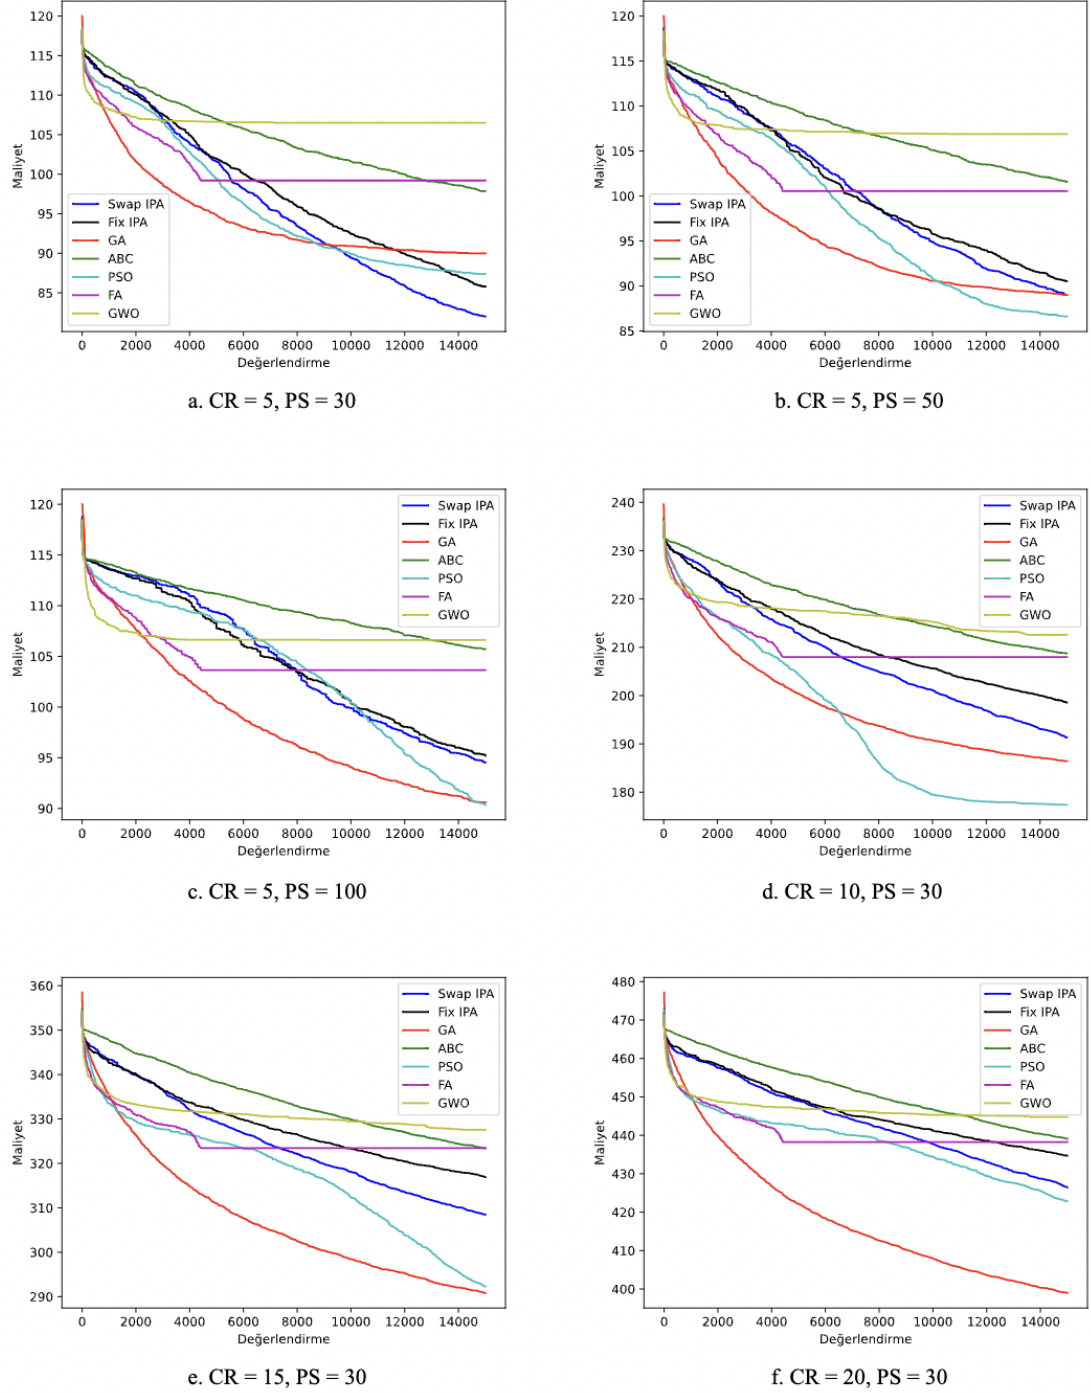 120
115
110
105
100
95
90
85
Maliyet
Swap IPA
Fix IPA
GA
ABC
PSO
FA
GWO
0 2000 4000 6000 8000 10000 12000 14000
Değerlendirme
a. CR = 5, PS = 30
120
115
110
105
100
95
90
85
Maliyet
Swap IPA
Fix IPA
GA
ABC
PSO
FA
GWO
0 2000 4000 6000 8000 10000 12000 14000
Değerlendirme
b. CR = 5, PS = 50
120
115
110
105
100
95
90
Maliyet
Swap IPA
Fix IPA
GA
ABC
PSO
FA
GWO
0 2000 4000 6000 8000 10000 12000 14000
Değerlendirme
c. CR = 5, PS = 100
240
230
220
210
200
190
180
Maliyet
Swap IPA
Fix IPA
GA
ABC
PSO
FA
GWO
0 2000 4000 6000 8000 10000 12000 14000
Değerlendirme
d. CR = 10, PS = 30
360
350
340
330
320
310
300
290
Maliyet
Swap IPA
Fix IPA
GA
ABC
PSO
FA
GWO
0 2000 4000 6000 8000 10000 12000 14000
Değerlendirme
e. CR = 15, PS = 30
480
470
460
450
440
430
420
410
400
Maliyet
Swap IPA
Fix IPA
GA
ABC
PSO
FA
GWO
0 2000 4000 6000 8000 10000 12000 14000
Değerlendirme
f. CR = 20, PS = 30